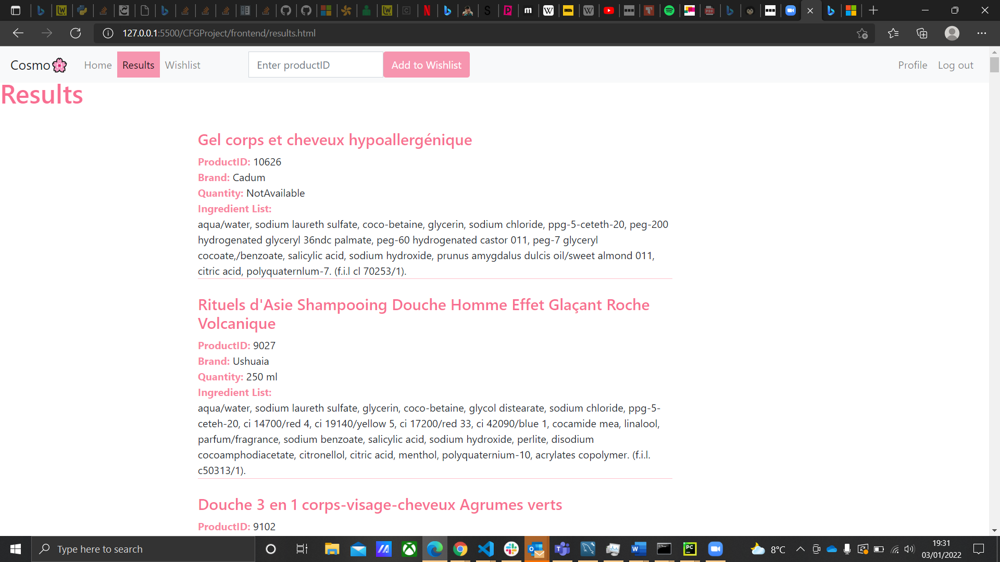 127.0.0.1:5500/CFGProject/frontend/results.html
Cosmo Home Results Wishlist Enter productID Add to Wishlist Profile Log out
Results
Gel corps et cheveux hypoallergénique
ProductID: 10626
Brand: Cadum
Quantity: NotAvailable
Ingredient List:
aqua/water, sodium laureth sulfate, coco-betaine, glycerin, sodium chloride, ppg-5-ceteth-20, peg-200
hydrogenated glyceryl 36ndc palmate, peg-60 hydrogenated castor 011, peg-7 glyceryl
cocoate,/benzoate, salicylic acid, sodium hydroxide, prunus amygdalus dulcis oil/sweet almond 011,
citric acid, polyquaternlum-7. (f.i.l cl 70253/1).
Rituels d'Asie Shampooing Douche Homme Effet Glaçant Roche
Volcanique
ProductID: 9027
Brand: Ushuaia
Quantity: 250 ml
Ingredient List:
aqua/water, sodium laureth sulfate, glycerin, coco-betaine, glycol distearate, sodium chloride, ppg-5-
ceteh-20, ci 14700/red 4, ci 19140/yellow 5, ci 17200/red 33, ci 42090/blue 1, cocamide mea, linalool,
parfum/fragrance, sodium benzoate, salicylic acid, sodium hydroxide, perlite, disodium
cocoamphodiacetate, citronellol, citric acid, menthol, polyquaternium-10, acrylates copolymer. (f.i.l.
c50313/1).
Douche 3 en 1 corps-visage-cheveux Agrumes verts
ProductID: 9102
Type here to search
8°C
19:31
03/01/2022